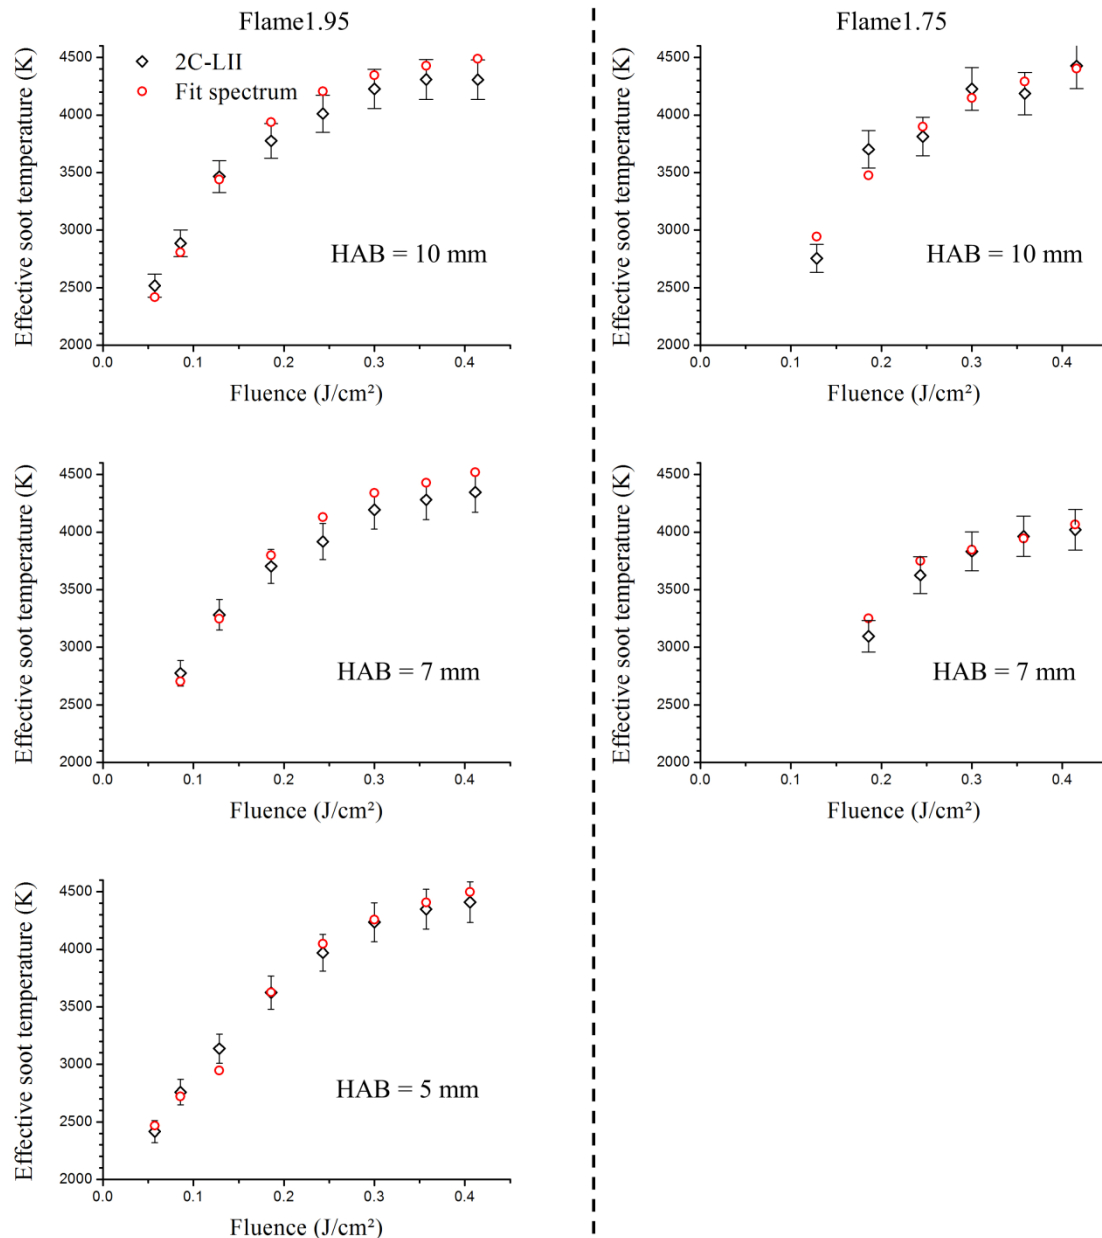 Flame1.95
Flame1.75
4500
4000
3500
3000
2500
2000
Effective soot temperature (K)
2C-LII
Fit spectrum
HAB = 10 mm
0.0 0.1 0.2 0.3 0.4
Fluence (J/cm²)
4500
4000
3500
3000
2500
2000
Effective soot temperature (K)
HAB = 10 mm
0.0 0.1 0.2 0.3 0.4
Fluence (J/cm²)
4500
4000
3500
3000
2500
2000
Effective soot temperature (K)
HAB = 7 mm
0.0 0.1 0.2 0.3 0.4
Fluence (J/cm²)
4500
4000
3500
3000
2500
2000
Effective soot temperature (K)
HAB = 7 mm
0.0 0.1 0.2 0.3 0.4
Fluence (J/cm²)
4500
4000
3500
3000
2500
2000
Effective soot temperature (K)
HAB = 5 mm
0.0 0.1 0.2 0.3 0.4
Fluence (J/cm²)